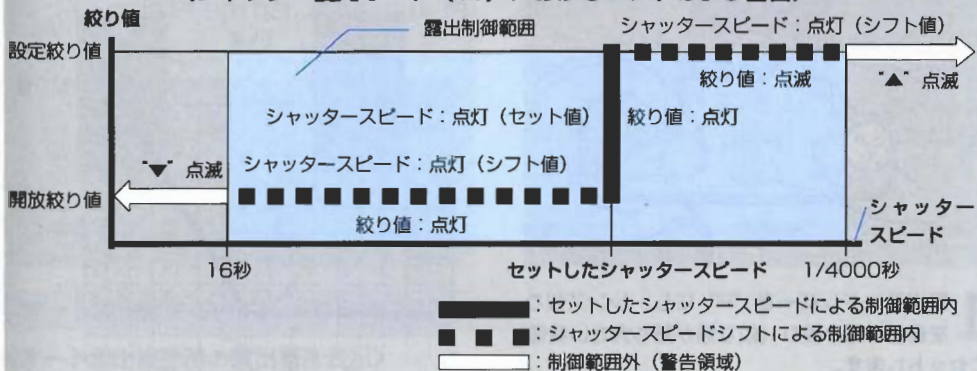 絞り値
露出制御範囲
シャッタースピード：点灯（シフト値）
設定絞り値
絞り値：点滅
"▲" 点滅
シャッタースピード：点灯（セット値）
絞り値：点灯
"▼" 点滅
シャッタースピード：点灯（シフト値）
開放絞り値
絞り値：点灯
シャッター
スピード
16秒
セットしたシャッタースピード
1/4000秒
：セットしたシャッタースピードによる制御範囲内
：シャッタースピードシフトによる制御範囲内
：制御範囲外（警告領域）